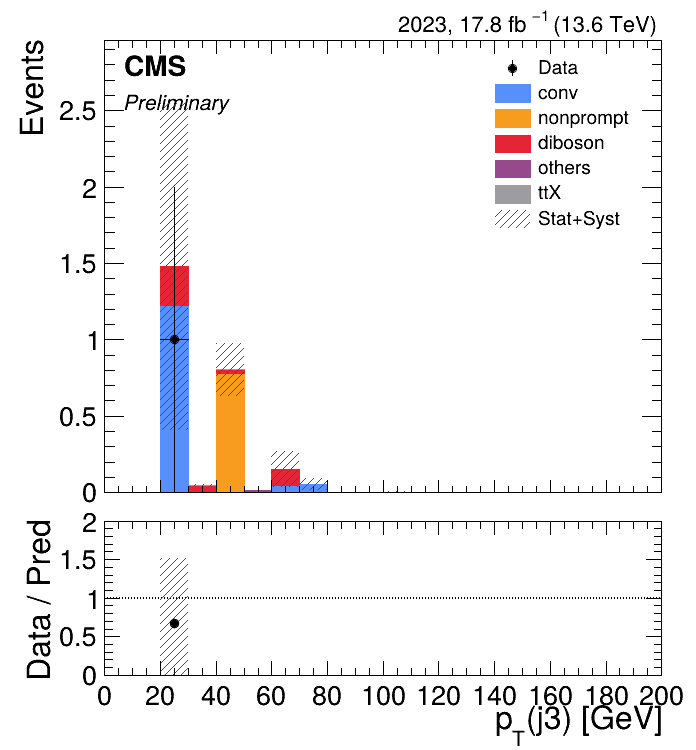 2023, 17.8 fb⁻¹ (13.6 TeV)
CMS
Preliminary
Events
Data
conv
nonprompt
diboson
others
ttX
Stat+Syst
2.5
2
1.5
1
0.5
0
Data / Pred
2
1.5
1
0.5
0
0 20 40 60 80 100 120 140 160 180 200
p_T(j3) [GeV]